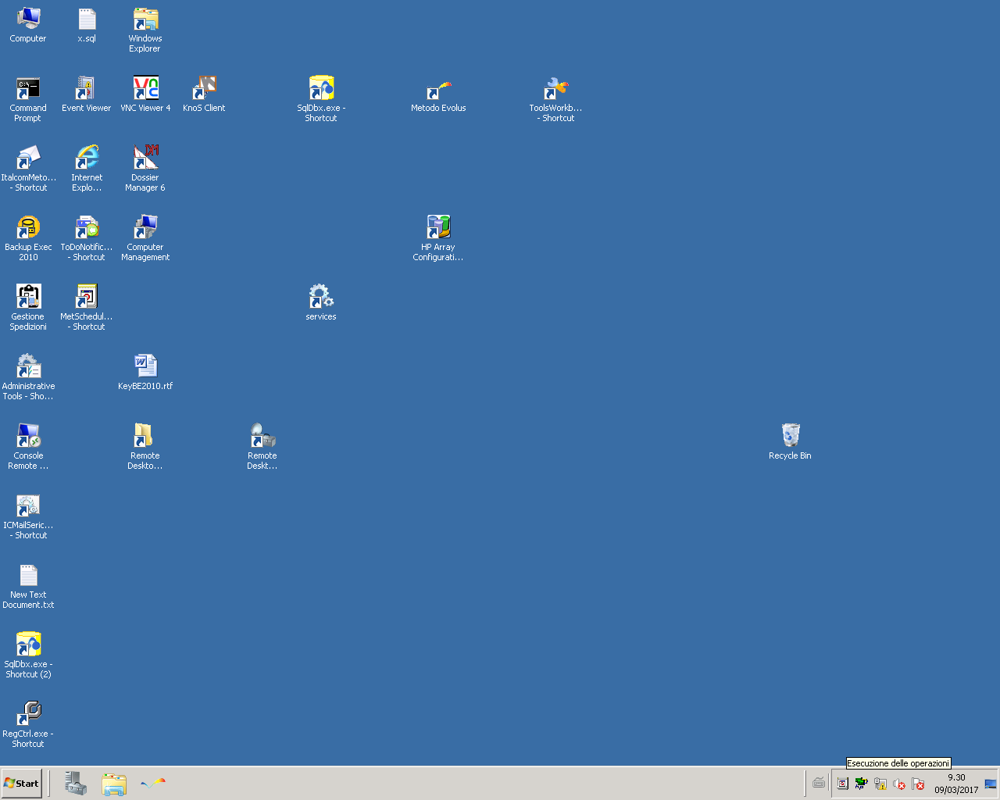 Computer
x.sql
Windows
Explorer
Command
Prompt
Event Viewer
VNC Viewer 4
KnoS Client
SqlDbx.exe -
Shortcut
Metodo Evolus
ToolsWorkb...
- Shortcut
ItalcomMeto...
- Shortcut
Internet
Explo...
Dossier
Manager 6
Backup Exec
2010
ToDoNotific...
- Shortcut
Computer
Management
HP Array
Configurati...
Gestione
Spedizioni
MetSchedul...
- Shortcut
services
Administrative
Tools - Sho...
KeyBE2010.rtf
Console
Remote ...
Remote
Deskto...
Remote
Deskt...
Recycle Bin
ICMailSeric...
- Shortcut
New Text
Document.txt
SqlDbx.exe -
Shortcut (2)
RegCtrl.exe -
Shortcut
Esecuzione delle operazioni
Start
9.30
09/03/2017